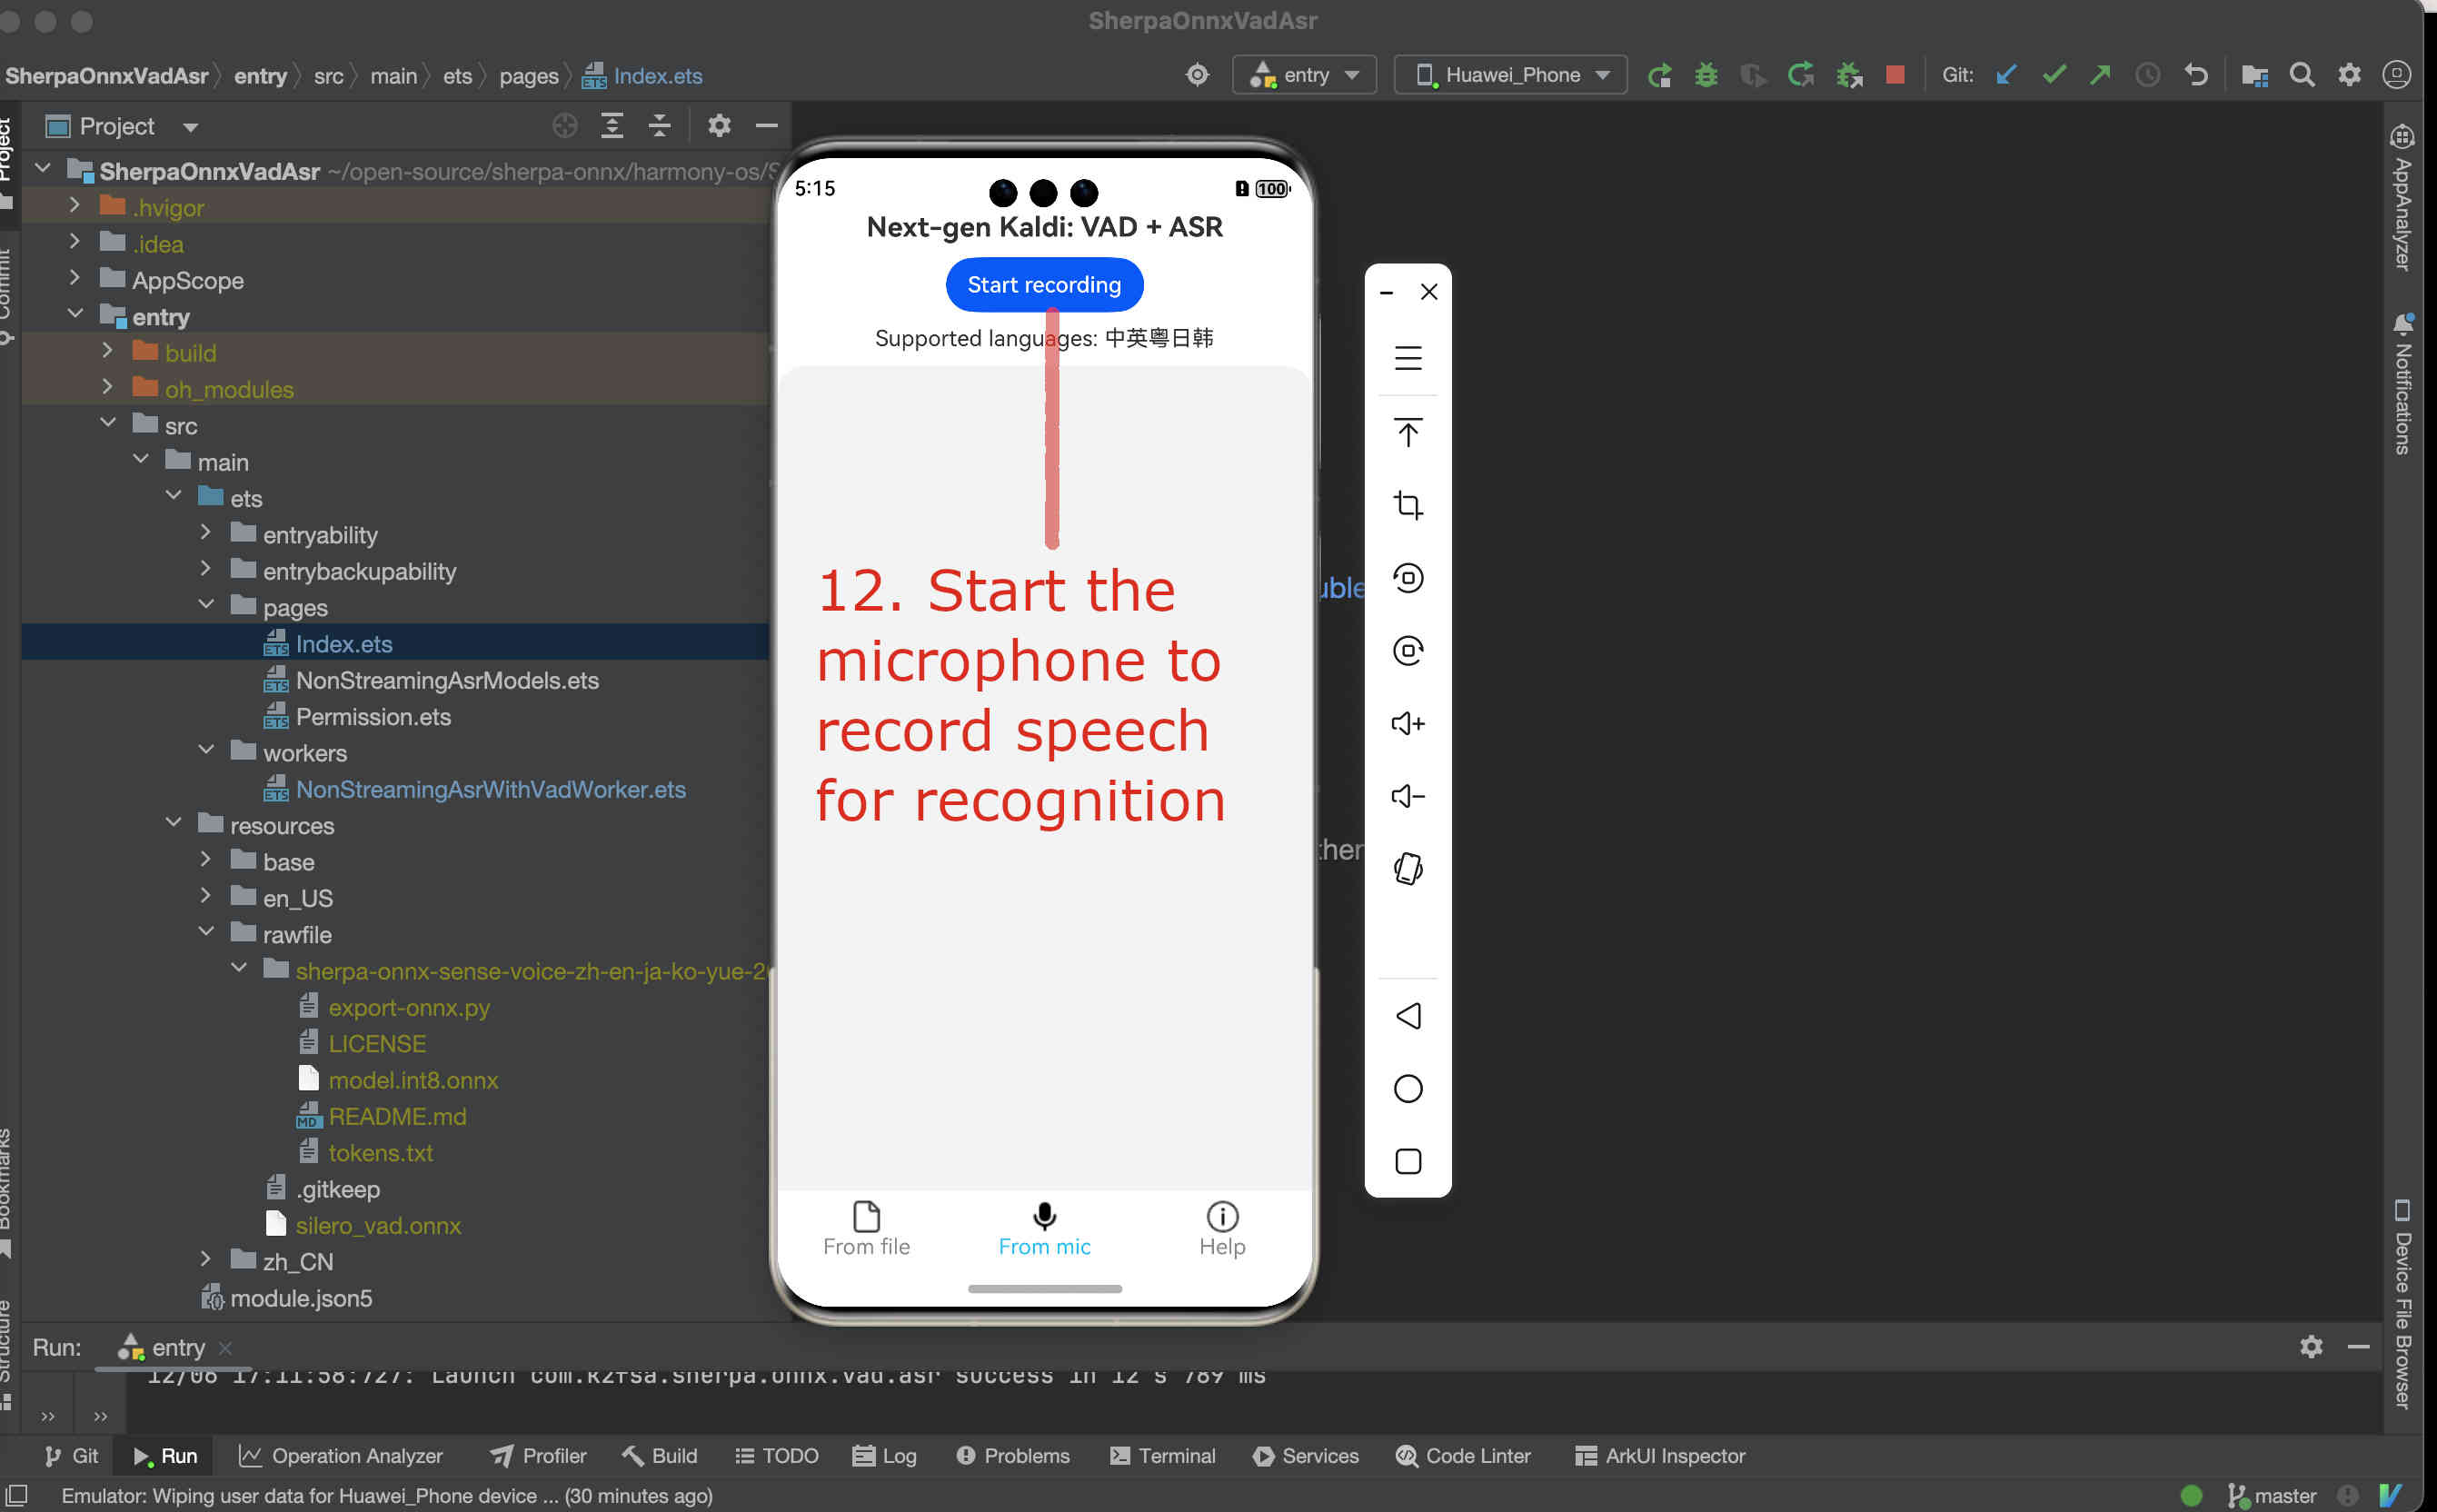 SherpaOnnxVadAsr
SherpaOnnxVadAsr entry src main ets pages Index.ets
entry
Huawei_Phone
Git:
Project
Project
Commit
Bookmarks
Structure
SherpaOnnxVadAsr ~/open-source/sherpa-onnx/harmony-os/S
.hvigor
.idea
AppScope
entry
build
oh_modules
src
main
ets
entryability
entrybackupability
pages
Index.ets
NonStreamingAsrModels.ets
Permission.ets
workers
NonStreamingAsrWithVadWorker.ets
resources
base
en_US
rawfile
sherpa-onnx-sense-voice-zh-en-ja-ko-yue-2
export-onnx.py
LICENSE
model.int8.onnx
README.md
tokens.txt
.gitkeep
silero_vad.onnx
zh_CN
module.json5
5:15
100
Next-gen Kaldi: VAD + ASR
Start recording
Supported languages: 中英粤日韩
12. Start the
microphone to
record speech
for recognition
From file
From mic
Help
AppAnalyzer
Notifications
Device File Browser
Run:
entry
12/06 17:11:58:727: Launch com.k2fsa.sherpa.onnx.vad.asr success in 12 s 789 ms
Git
Run
Operation Analyzer
Profiler
Build
TODO
Log
Problems
Terminal
Services
Code Linter
ArkUI Inspector
Emulator: Wiping user data for Huawei_Phone device ... (30 minutes ago)
master